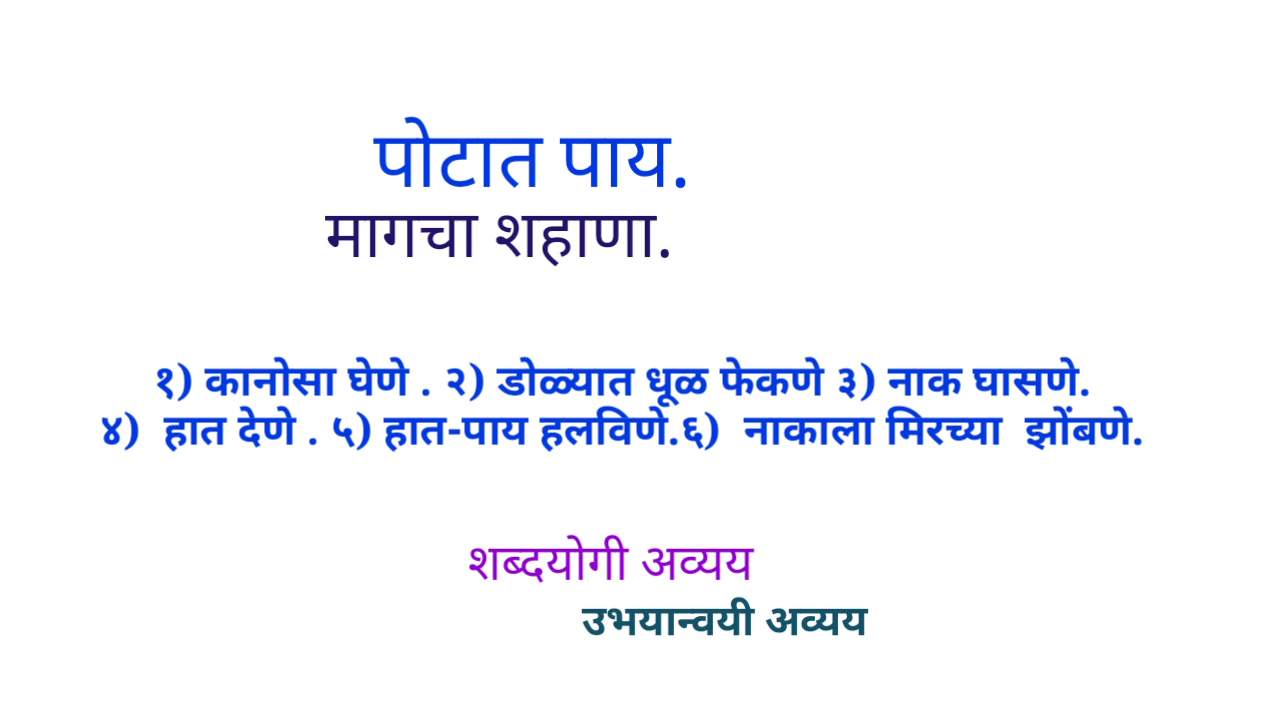 पोटात पाय.
मागचा शहाणा.
१) कानोसा घेणे . २) डोळ्यात धूळ फेकणे ३) नाक घासणे.
४) हात देणे . ५) हात-पाय हलविणे.६) नाकाला मिरच्या झोंबणे.
शब्दयोगी अव्यय
उभयान्वयी अव्यय